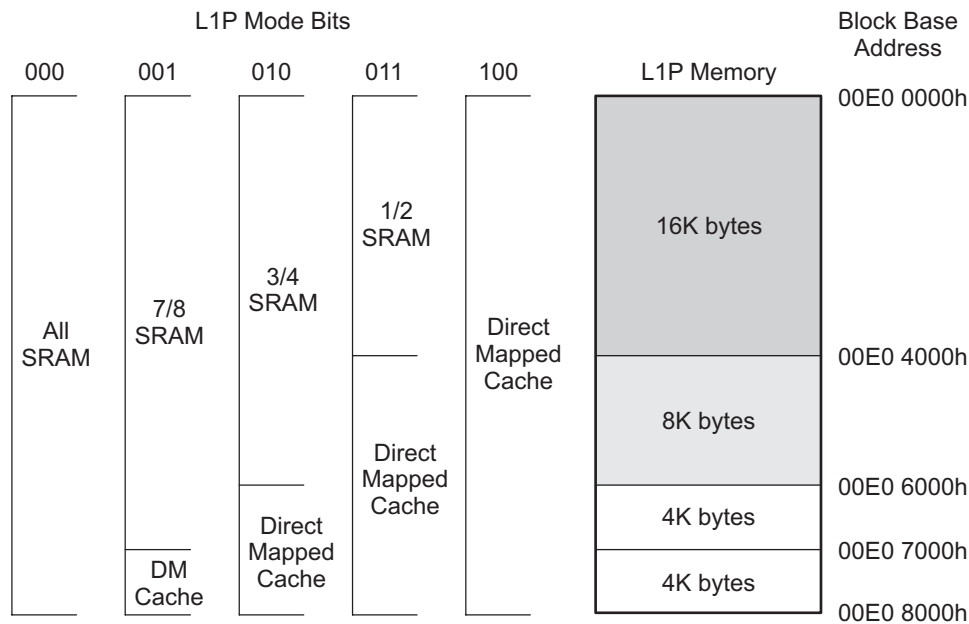 L1P Mode Bits
Block Base
Address
000
001
010
011
100
L1P Memory
00E0 0000h
1/2
SRAM
16K bytes
3/4
SRAM
7/8
SRAM
All
SRAM
Direct
Mapped
Cache
00E0 4000h
8K bytes
Direct
Mapped
Cache
00E0 6000h
4K bytes
Direct
Mapped
Cache
00E0 7000h
DM
Cache
4K bytes
00E0 8000h